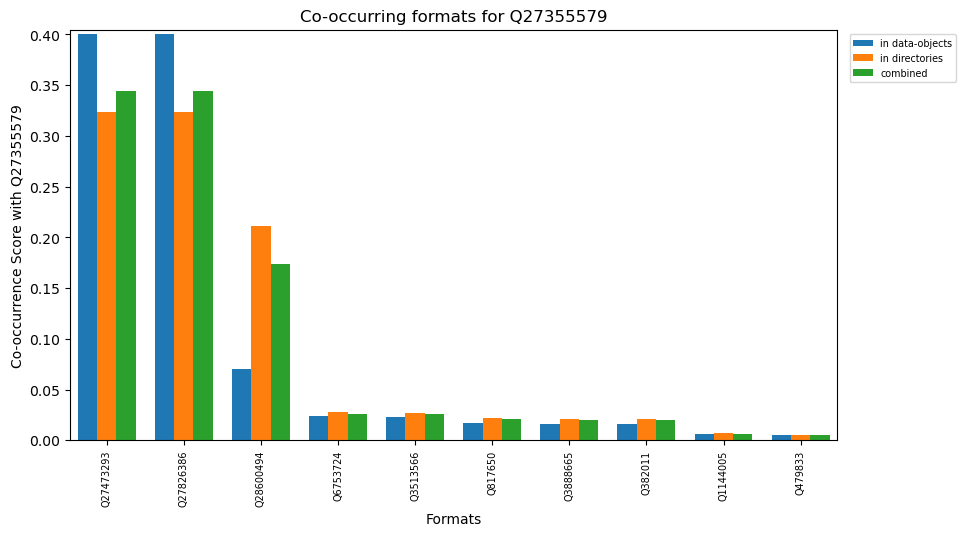 Co-occurring formats for Q27355579
in data-objects
in directories
combined
Co-occurrence Score with Q27355579
0.40
0.35
0.30
0.25
0.20
0.15
0.10
0.05
0.00
Q27473293
Q27826386
Q28600494
Q6753724
Q3513566
Q817650
Q3888665
Q382011
Q1144005
Q479833
Formats